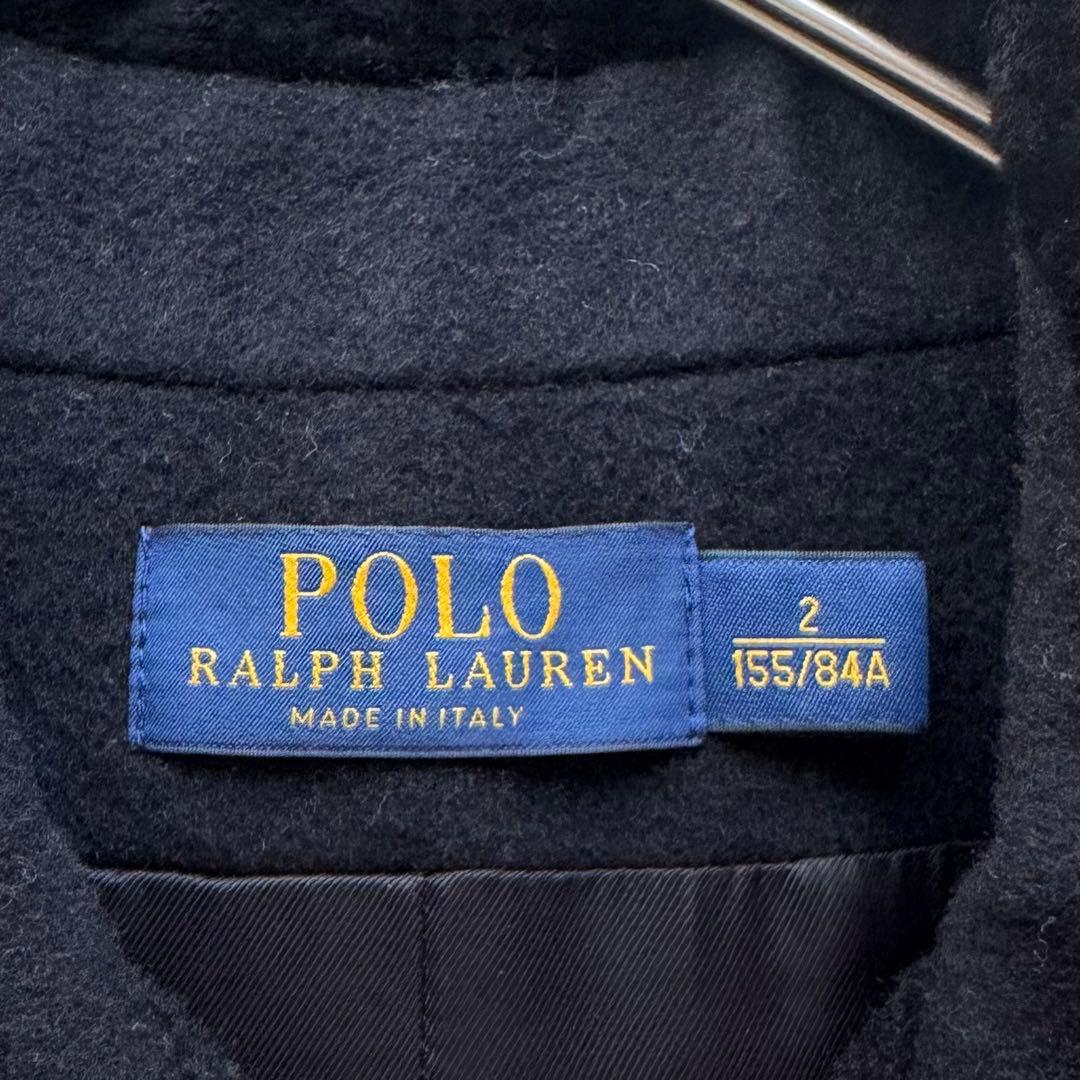 POLO
RALPH LAUREN
MADE IN ITALY
2
155/84A